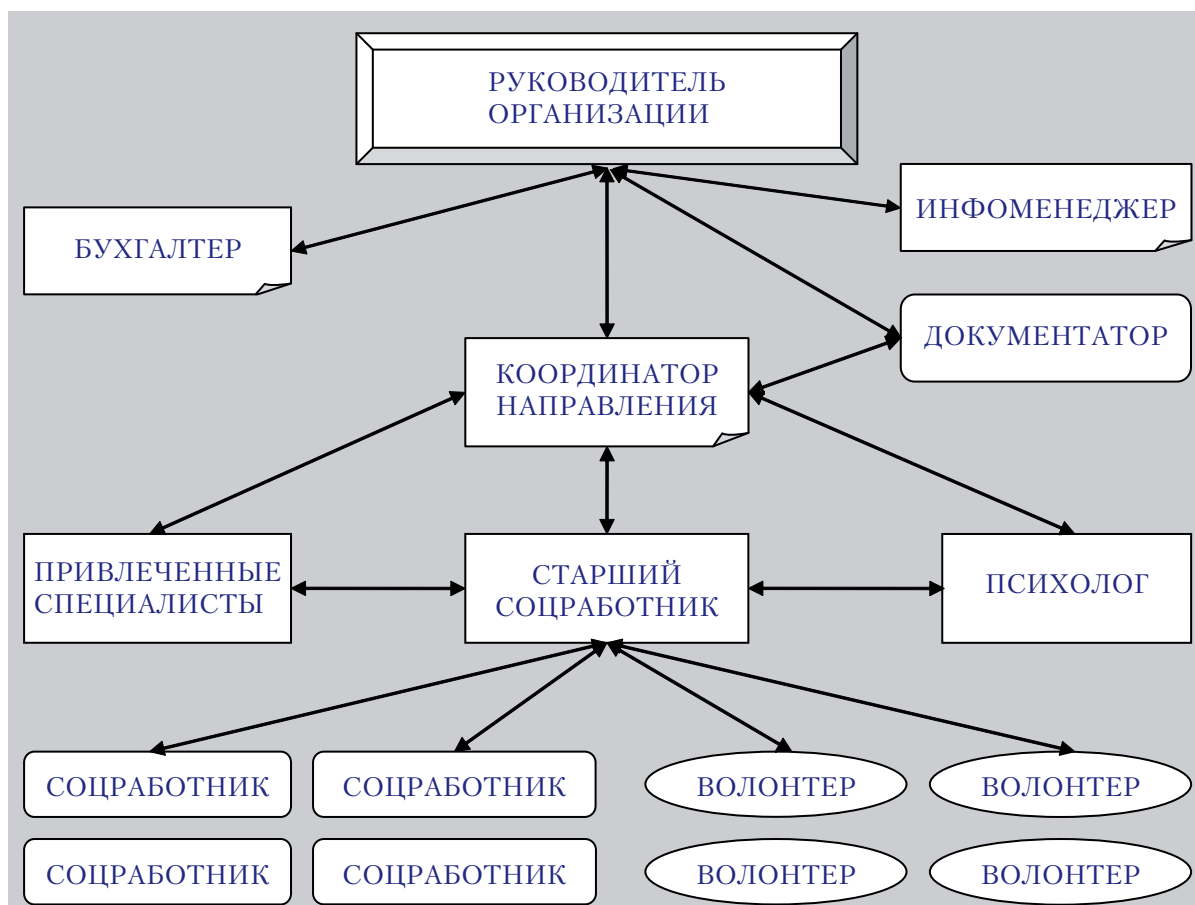 РУКОВОДИТЕЛЬ
ОРГАНИЗАЦИИ
ИНФОМЕНЕДЖЕР
БУХГАЛТЕР
ДОКУМЕНТАТОР
КООРДИНАТОР
НАПРАВЛЕНИЯ
ПРИВЛЕЧЕННЫЕ
СПЕЦИАЛИСТЫ
СТАРШИЙ
СОЦРАБОТНИК
ПСИХОЛОГ
СОЦРАБОТНИК
СОЦРАБОТНИК
ВОЛОНТЕР
ВОЛОНТЕР
СОЦРАБОТНИК
СОЦРАБОТНИК
ВОЛОНТЕР
ВОЛОНТЕР